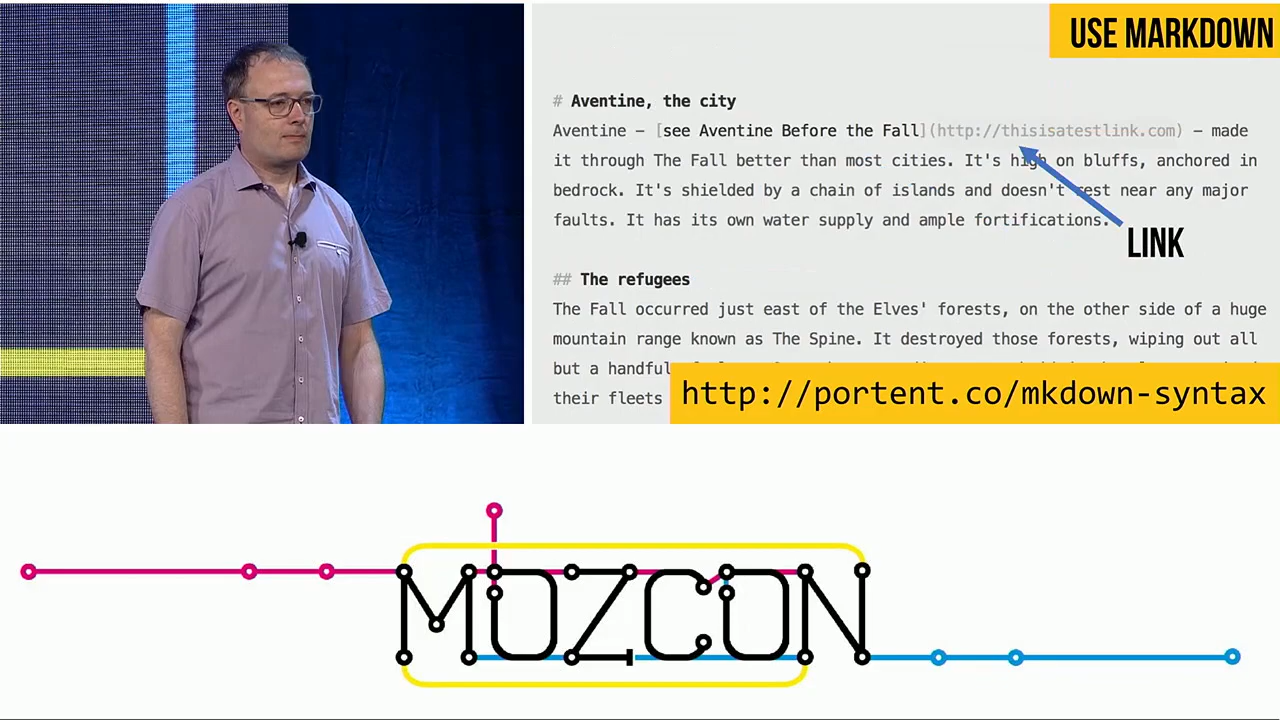 USE MARKDOWN
# Aventine, the city
Aventine – [see Aventine Before the Fall](http://thisisatestlink.com) – made
it through The Fall better than most cities. It's high on bluffs, anchored in
bedrock. It's shielded by a chain of islands and doesn't rest near any major
faults. It has its own water supply and ample fortifications.
LINK
## The refugees
The Fall occurred just east of the Elves' forests, on the other side of a huge
mountain range known as The Spine. It destroyed those forests, wiping out all
but a handful
their fleets
http://portent.co/mkdown-syntax
MOZCON